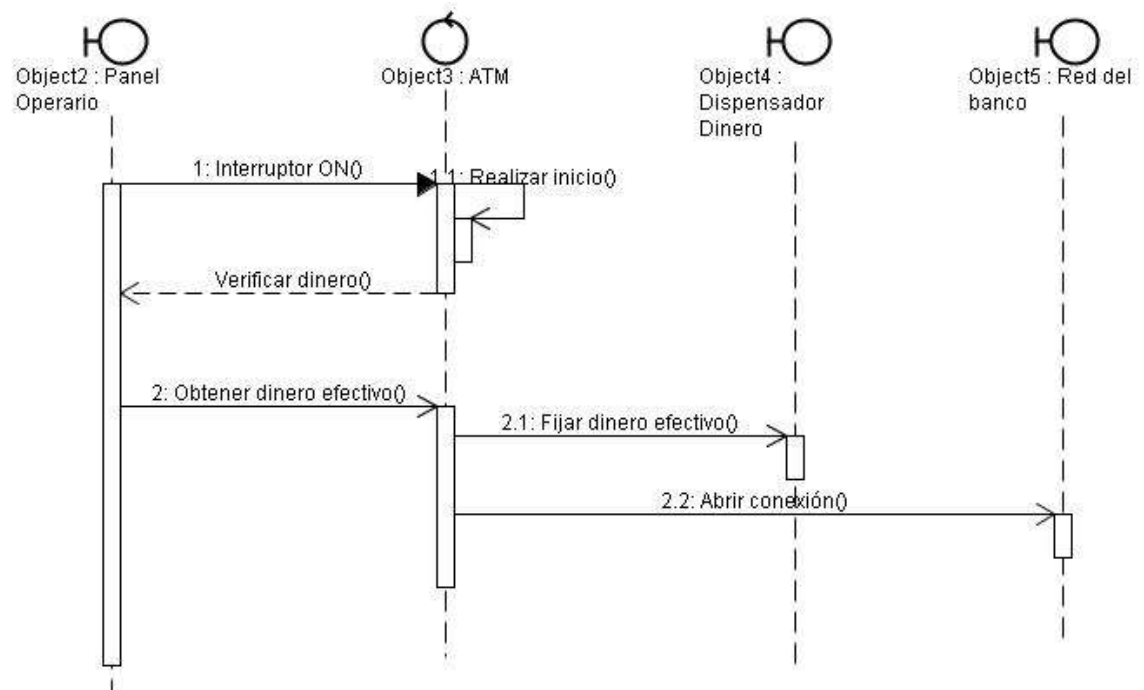 Object2 : Panel
Operario
Object3 : ATM
Object4 :
Dispensador
Dinero
Object5 : Red del
banco
1: Interruptor ON()
1.1: Realizar inicio()
Verificar dinero()
2: Obtener dinero efectivo()
2.1: Fijar dinero efectivo()
2.2: Abrir conexión()